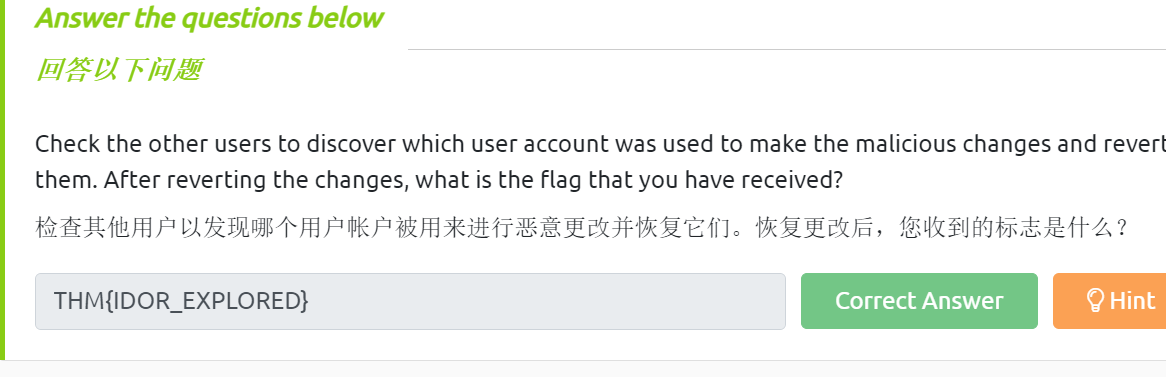 Answer the questions below
回答以下问题
Check the other users to discover which user account was used to make the malicious changes and revert
them. After reverting the changes, what is the flag that you have received?
检查其他用户以发现哪个用户帐户被用来进行恶意更改并恢复它们。恢复更改后，您收到的标志是什么？
THM{IDOR_EXPLORED}
Correct Answer
Hint